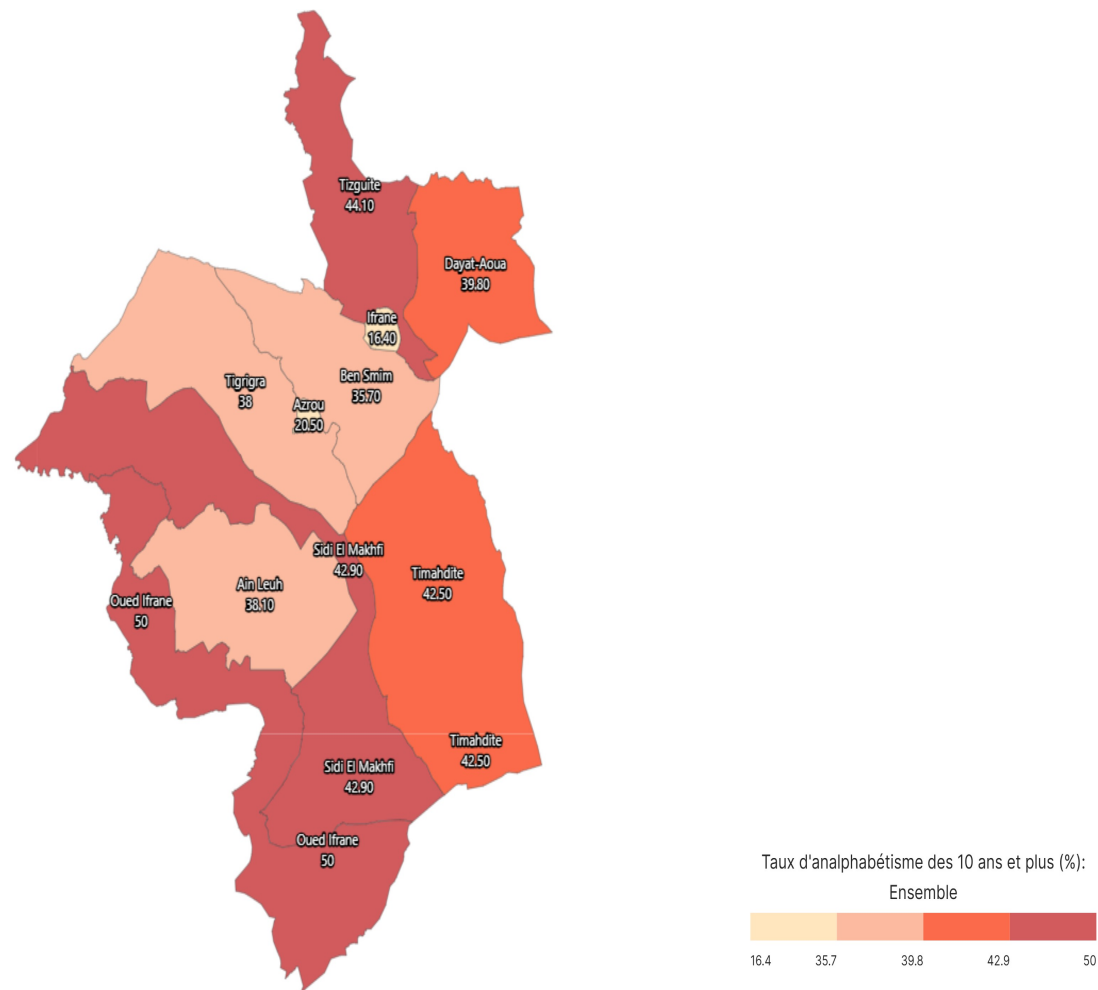 Tizguite
44.10
Dayat-Aoua
39.80
Ifrane
16.40
Ben Smim
35.70
Tigrigra
38
Azrou
20.50
Sidi El Makhfi
42.90
Timahdite
42.50
Ain Leuh
38.10
Oued Ifrane
50
Timahdite
42.50
Sidi El Makhfi
42.90
Oued Ifrane
50
Taux d'analphabétisme des 10 ans et plus (%):
Ensemble
16.4 35.7 39.8 42.9 50